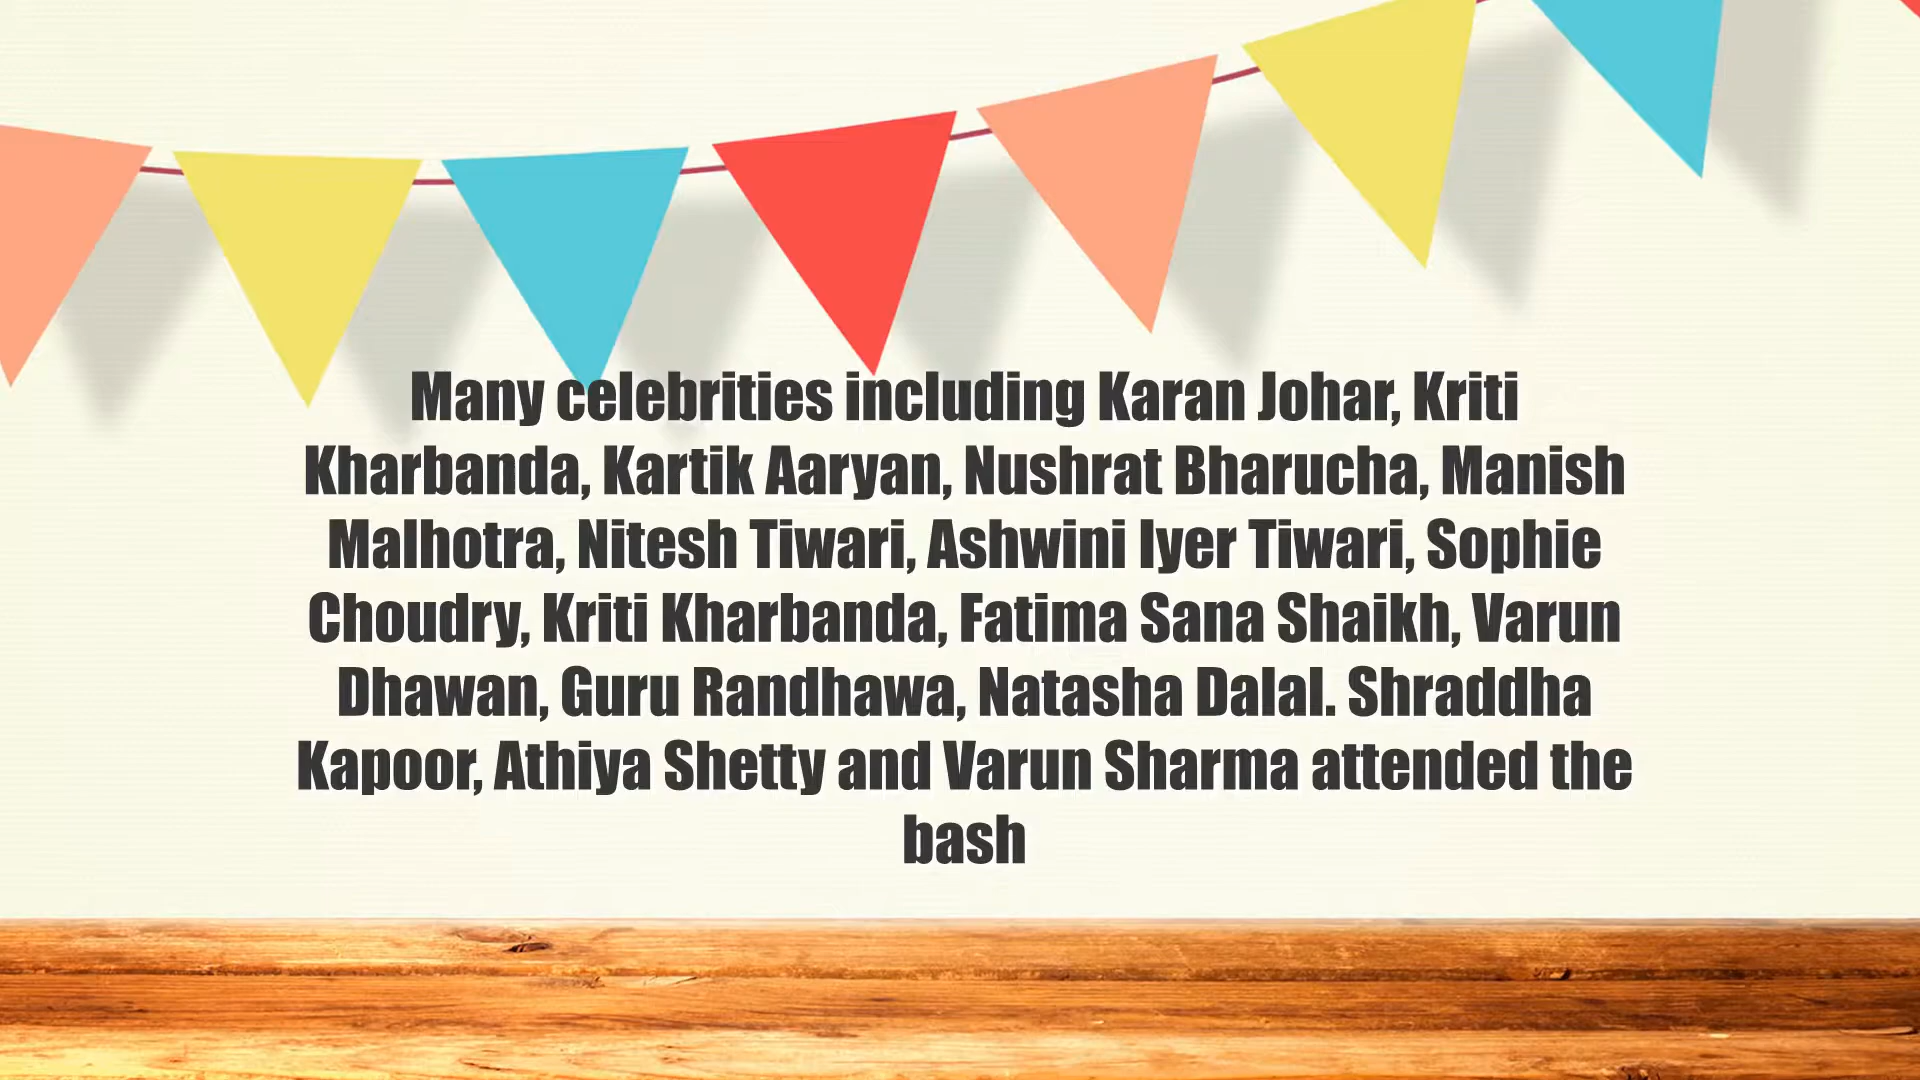 Many celebrities including Karan Johar, Kriti
Kharbanda, Kartik Aaryan, Nushrat Bharucha, Manish
Malhotra, Nitesh Tiwari, Ashwini Iyer Tiwari, Sophie
Choudry, Kriti Kharbanda, Fatima Sana Shaikh, Varun
Dhawan, Guru Randhawa, Natasha Dalal. Shraddha
Kapoor, Athiya Shetty and Varun Sharma attended the
bash